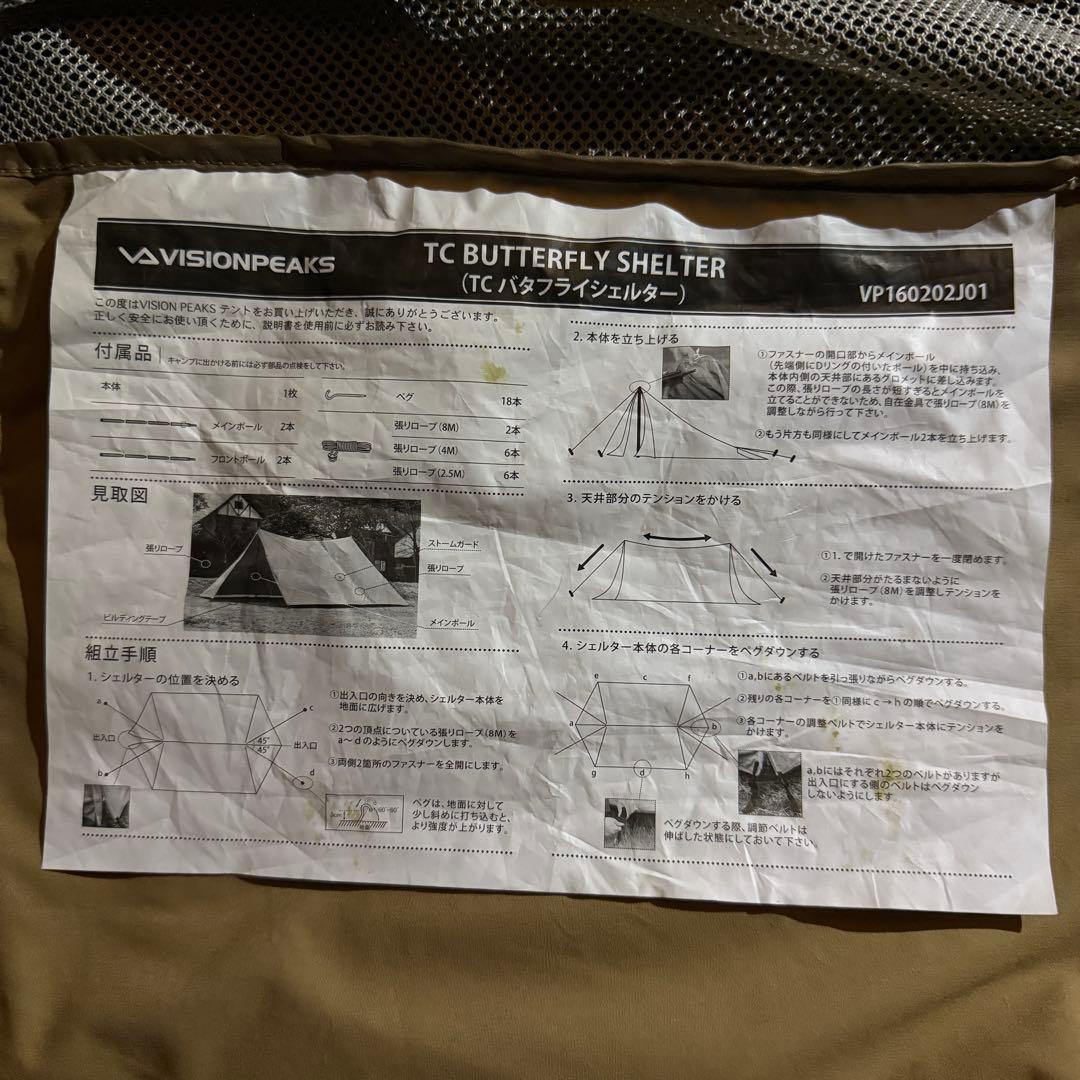 VISIONPEAKS
TC BUTTERFLY SHELTER
(TC バタフライシェルター)
VP160202J01
この度はVISION PEAKS テントをお買い上げいただき、誠にありがとうございます。
正しく安全にお使い頂くために、説明書を使用前に必ずお読み下さい。
付属品
キャンプに出かける前には必ず部品の点検をして下さい。
本体 1枚
メインポール 2本
フロントポール 2本
ペグ 18本
張りロープ(8M) 2本
張りロープ(4M) 6本
張りロープ(2.5M) 6本
見取図
張りロープ
ビルディングテープ
ストームガード
張りロープ
メインポール
組立手順
1. シェルターの位置を決める
a
b
c
d
出入口
45°
45°
出入口
①出入口の向きを決め、シェルター本体を
地面に広げます。
②2つの頂点についている張りロープ(8M)を
a〜dのようにペグダウンします。
③両側2箇所のファスナーを全開にします。
60°~90°
地面
ペグは、地面に対して
少し斜めに打ち込むと、
より強度が上がります。
2. 本体を立ち上げる
①ファスナーの開口部からメインポール
(先端側にDリングの付いたポール)を中に持ち込み、
本体内側の天井部にあるグロメットに差し込みます。
この際、張りロープの長さが短すぎるとメインポールを
立てることができないため、自在金具で張りロープ(8M)を
調整しながら行って下さい。
②もう片方も同様にしてメインポール2本を立ち上げます。
3. 天井部分のテンションをかける
①1. で開けたファスナーを一度閉めます。
②天井部分がたるまないように
張りロープ(8M)を調整しテンションを
かけます。
4. シェルター本体の各コーナーをペグダウンする
e
c
f
a
b
g
d
h
①a,bにあるベルトを引っ張りながらペグダウンする。
②残りの各コーナーを①同様にc→hの順でペグダウンする。
③各コーナーの調整ベルトでシェルター本体にテンションを
かけます。
a,bにはそれぞれ2つのベルトがありますが
出入口にする側のベルトはペグダウン
しないようにします。
ペグダウンする際、調節ベルトは
伸ばした状態にしておいて下さい。